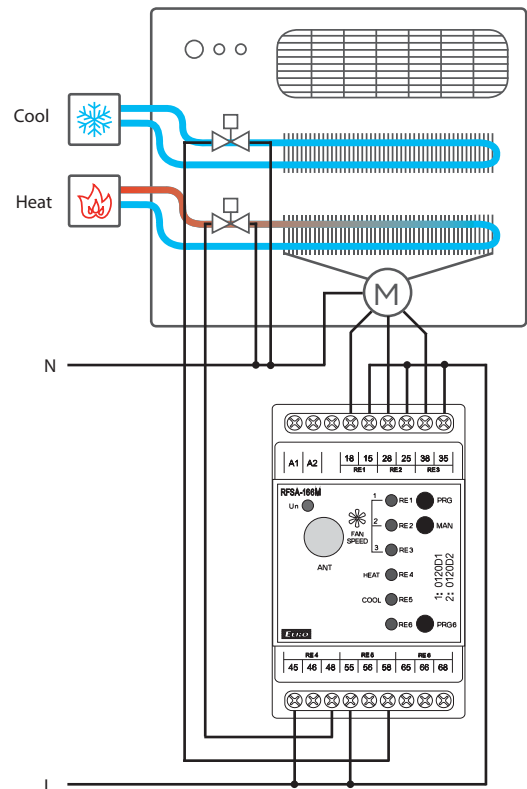 Cool
Heat
M
N
A1 A2 18 15 28 25 38 35
RE1 RE2 RE3
RFSA-166M
Un
ANT
FAN
SPEED
1 RE1 PRG
2 RE2 MAN
3 RE3
HEAT RE4
COOL RE5
RE6 PRG6
1: 0120D1
2: 0120D2
ELKO
RE4 RE5 RE6
45 46 48 55 56 58 65 66 68
L